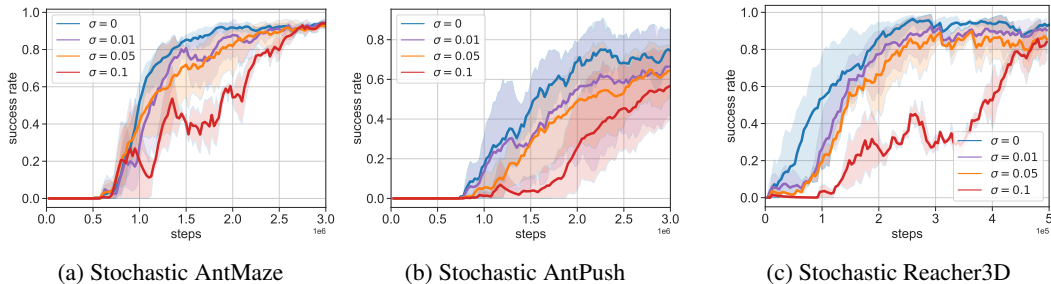 success rate
1.0
0.8
0.6
0.4
0.2
0.0
σ = 0
σ = 0.01
σ = 0.05
σ = 0.1
0.0 0.5 1.0 1.5 2.0 2.5 3.0
steps
1e6
(a) Stochastic AntMaze
success rate
1.0
0.8
0.6
0.4
0.2
0.0
σ = 0
σ = 0.01
σ = 0.05
σ = 0.1
0.0 0.5 1.0 1.5 2.0 2.5 3.0
steps
1e6
(b) Stochastic AntPush
success rate
1.0
0.8
0.6
0.4
0.2
0.0
σ = 0
σ = 0.01
σ = 0.05
σ = 0.1
0 1 2 3 4 5
steps
1e5
(c) Stochastic Reacher3D